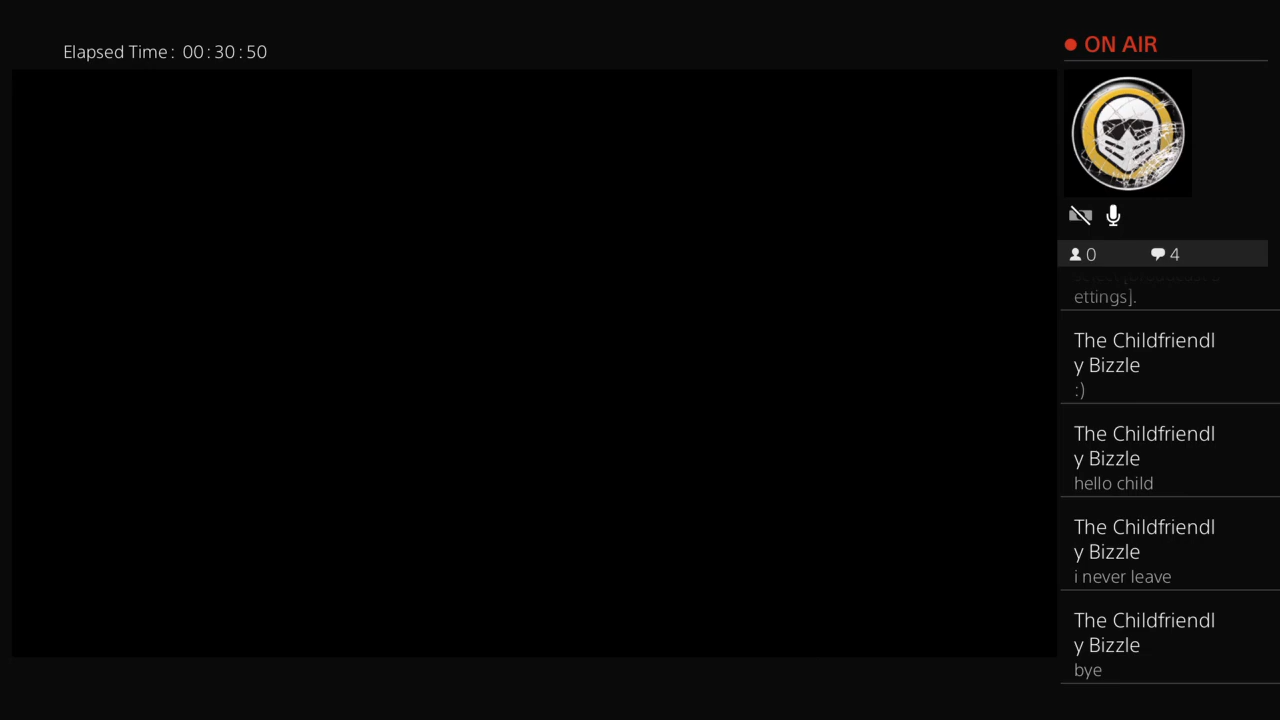 Elapsed Time: 00:30:50
ON AIR
0 4
ettings].
The Childfriendl
y Bizzle
:)
The Childfriendl
y Bizzle
hello child
The Childfriendl
y Bizzle
i never leave
The Childfriendl
y Bizzle
bye